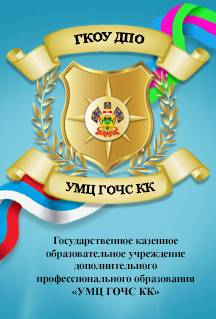 ГКОУ ДПО
УМЦ ГОЧС КК
Государственное казенное
образовательное учреждение
дополнительного
профессионального образования
«УМЦ ГОЧС КК»